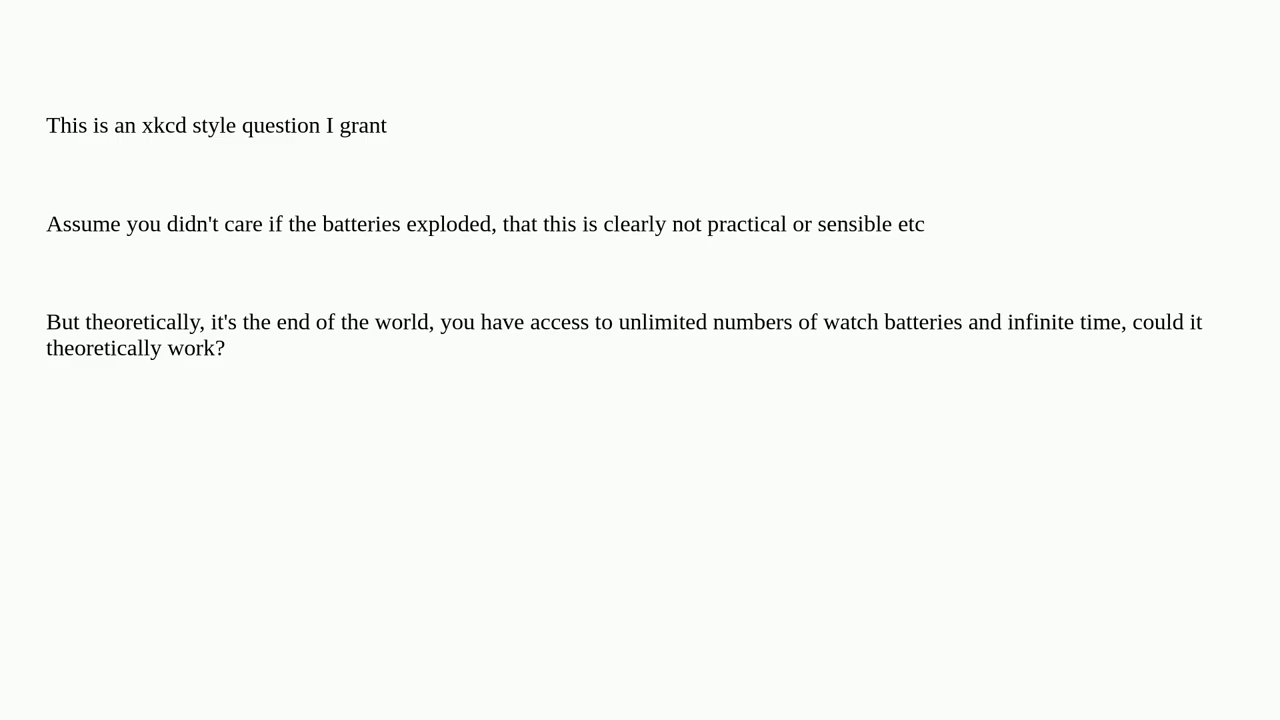 This is an xkcd style question I grant
Assume you didn't care if the batteries exploded, that this is clearly not practical or sensible etc
But theoretically, it's the end of the world, you have access to unlimited numbers of watch batteries and infinite time, could it
theoretically work?